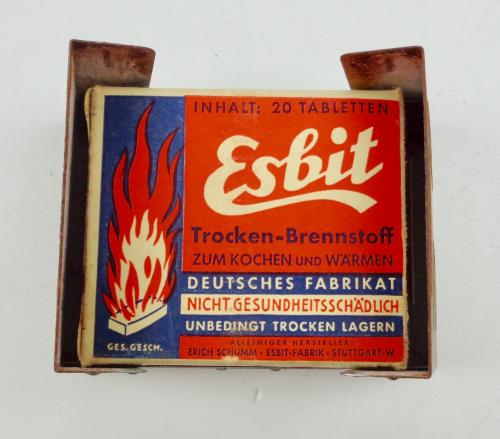 INHALT: 20 TABLETTEN
Esbit
Trocken-Brennstoff
ZUM KOCHEN UND WÄRMEN
DEUTSCHES FABRIKAT
NICHT GESUNDHEITSSCHÄDLICH
UNBEDINGT TROCKEN LAGERN
GES. GESCH.
ALLEINIGER HERSTELLER:
ERICH SCHUMM · ESBIT-FABRIK · STUTTGART-W